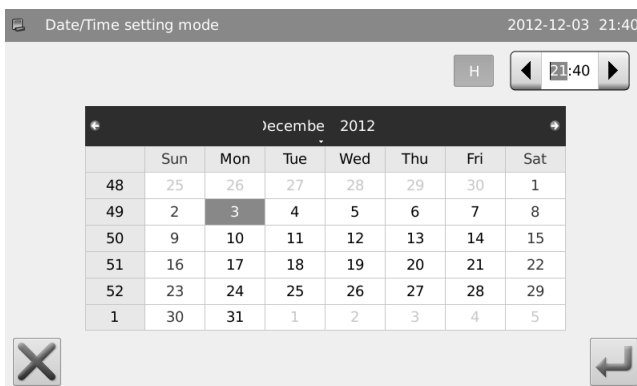 Date/Time setting mode 2012-12-03 21:40
H 21:40
Decembe 2012
Sun Mon Tue Wed Thu Fri Sat
48 25 26 27 28 29 30 1
49 2 3 4 5 6 7 8
50 9 10 11 12 13 14 15
51 16 17 18 19 20 21 22
52 23 24 25 26 27 28 29
1 30 31 1 2 3 4 5